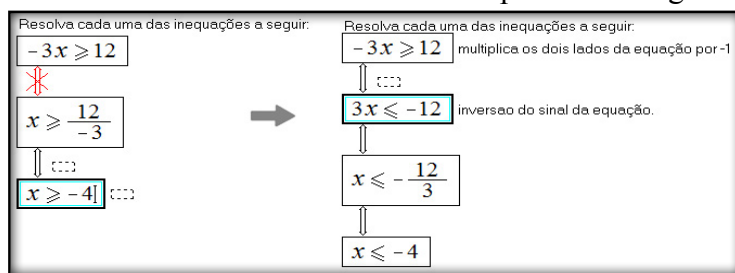 Resolva cada uma das inequações a seguir:
-3x ⩾ 12
x ⩾ 12/-3
x ⩾ -4
Resolva cada uma das inequações a seguir:
-3x ⩾ 12 multiplica os dois lados da equação por -1
3x ⩽ -12 inversao do sinal da equação.
x ⩽ -12/3
x ⩽ -4